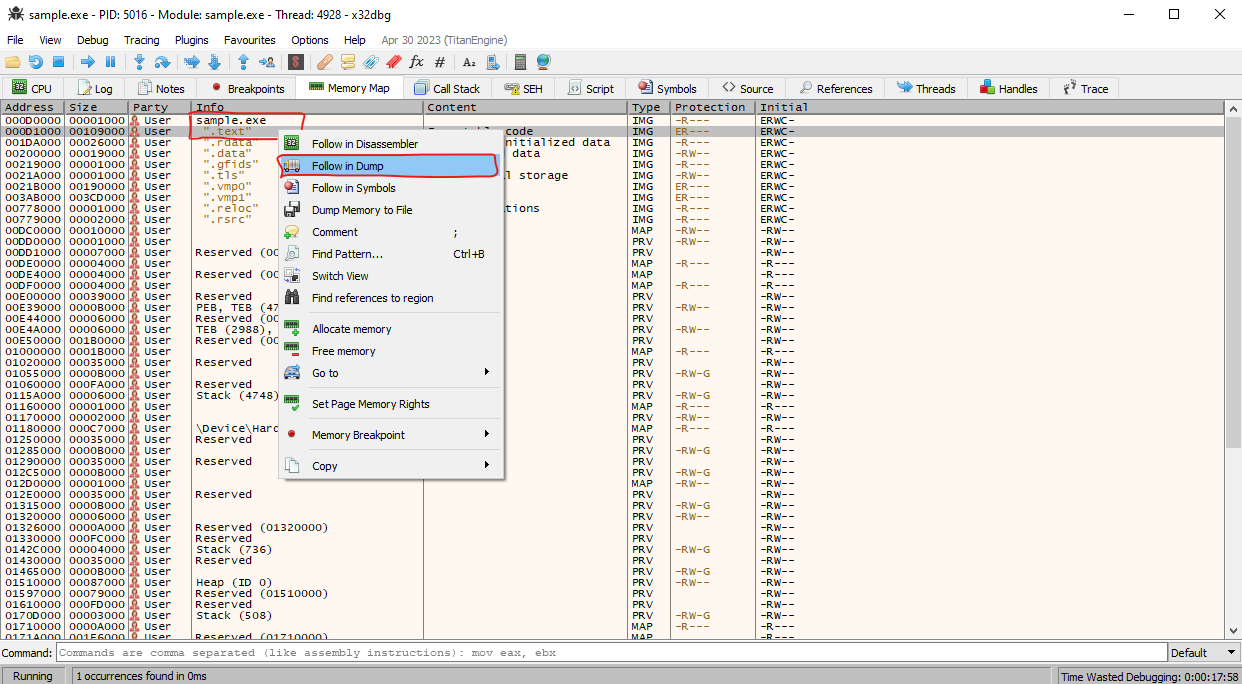 sample.exe - PID: 5016 - Module: sample.exe - Thread: 4928 - x32dbg
File View Debug Tracing Plugins Favourites Options Help Apr 30 2023 (TitanEngine)
CPU Log Notes Breakpoints Memory Map Call Stack SEH Script Symbols Source References Threads Handles Trace
Address Size Party Info Content Type Protection Initial
000D0000 00001000 User sample.exe IMG -R--- ERWC-
000D1000 00109000 User ".text" table code IMG ER--- ERWC-
001DA000 00026000 User ".rdata" nitialized data IMG -R--- ERWC-
00200000 00019000 User ".data" data IMG -RW-- ERWC-
00219000 00001000 User ".gfids" IMG -R--- ERWC-
0021A000 00001000 User ".tls" l storage IMG -RW-- ERWC-
0021B000 00190000 User ".vmp0" IMG ER--- ERWC-
003AB000 003CD000 User ".vmp1" IMG ER--- ERWC-
00778000 00001000 User ".reloc" tions IMG -R--- ERWC-
00779000 00002000 User ".rsrc" IMG -R--- ERWC-
00DC0000 00010000 User MAP -RW-- -RW--
00DD0000 00001000 User PRV -RW-- -RW--
00DD1000 00007000 User Reserved (00 PRV -RW--
00DE0000 00004000 User MAP -R--- -R---
00DE4000 00004000 User Reserved (00 MAP -R---
00DF0000 00004000 User MAP -R--- -R---
00E00000 00039000 User Reserved PRV -RW--
00E39000 0000B000 User PEB, TEB (47 PRV -RW-- -RW--
00E44000 00006000 User Reserved (00 PRV -RW--
00E4A000 00006000 User TEB (2988), PRV -RW-- -RW--
00E50000 001B0000 User Reserved (00 PRV -RW--
01000000 0001B000 User MAP -R--- -R---
01020000 00035000 User Reserved PRV -RW--
01055000 0000B000 User PRV -RW-G -RW--
01060000 000FA000 User Reserved PRV -RW--
0115A000 00006000 User Stack (4748) PRV -RW-G -RW--
01160000 00001000 User MAP -R--- -R---
01170000 00002000 User PRV -RW-- -RW--
01180000 000C7000 User \Device\Hard MAP -R--- -R---
01250000 00035000 User Reserved PRV -RW--
01285000 0000B000 User PRV -RW-G -RW--
01290000 00035000 User Reserved PRV -RW--
012C5000 0000B000 User PRV -RW-G -RW--
012D0000 00001000 User MAP -RW-- -RW--
012E0000 00035000 User Reserved PRV -RW--
01315000 0000B000 User PRV -RW-G -RW--
01320000 00006000 User PRV -RW-- -RW--
01326000 0000A000 User Reserved (01320000) PRV -RW--
01330000 000FC000 User Reserved PRV -RW--
0142C000 00004000 User Stack (736) PRV -RW-G -RW--
01430000 00035000 User Reserved PRV -RW--
01465000 0000B000 User PRV -RW-G -RW--
01510000 00087000 User Heap (ID 0) PRV -RW-- -RW--
01597000 00079000 User Reserved (01510000) PRV -RW--
01610000 000FD000 User Reserved PRV -RW--
0170D000 00003000 User Stack (508) PRV -RW-G -RW--
01710000 0000A000 User MAP -R--- -R---
0171A000 001F6000 User Reserved (01710000) MAP -R---
Follow in Disassembler
Follow in Dump
Follow in Symbols
Dump Memory to File
Comment ;
Find Pattern... Ctrl+B
Switch View
Find references to region
Allocate memory
Free memory
Go to
Set Page Memory Rights
Memory Breakpoint
Copy
Command: Commands are comma separated (like assembly instructions): mov eax, ebx Default
Running 1 occurrences found in 0ms Time Wasted Debugging: 0:00:17:58